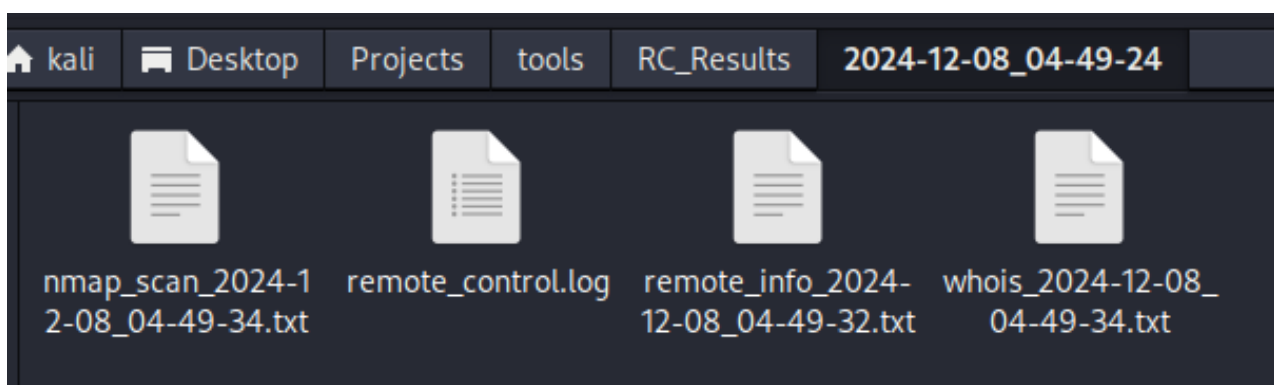 kali Desktop Projects tools RC_Results 2024-12-08_04-49-24
nmap_scan_2024-1
2-08_04-49-34.txt
remote_control.log
remote_info_2024-
12-08_04-49-32.txt
whois_2024-12-08_
04-49-34.txt